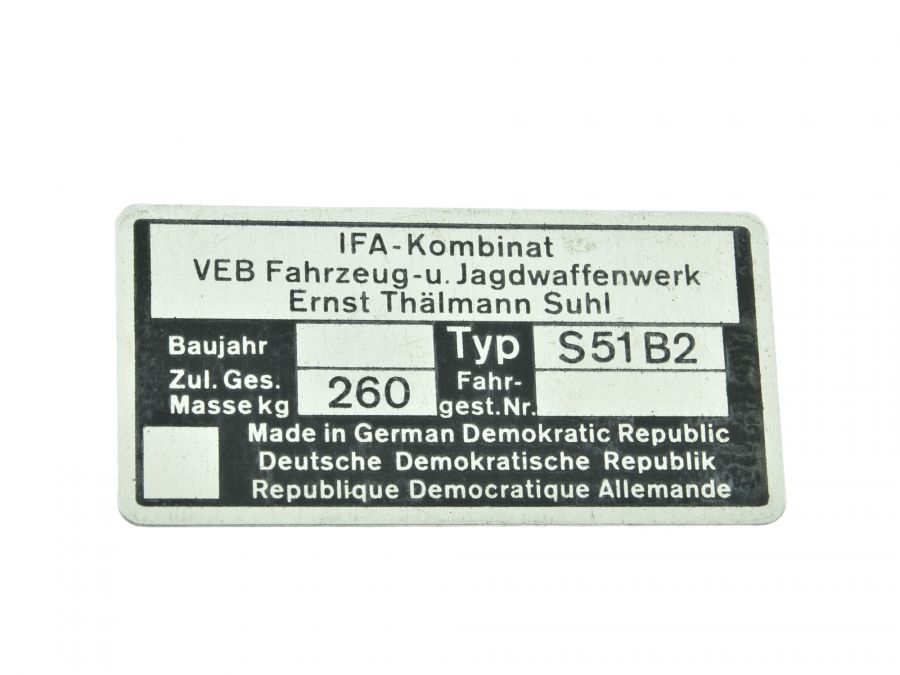 IFA-Kombinat
VEB Fahrzeug-u. Jagdwaffenwerk
Ernst Thälmann Suhl
Baujahr
Typ S51B2
Zul. Ges.
Masse kg 260
Fahr-
gest.Nr.
Made in German Demokratic Republic
Deutsche Demokratische Republik
Republique Democratique Allemande